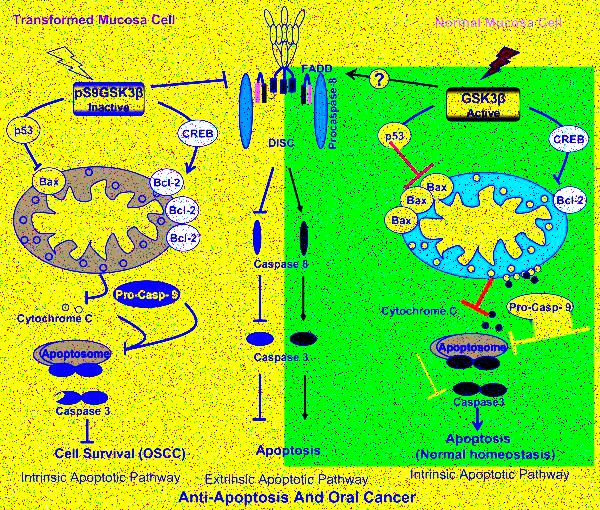 Transformed Mucosa Cell
Normal Mucosa Cell
pS9GSK3β
Inactive
FADD
?
GSK3β
Active
p53
CREB
DISC
Procaspase 8
p53
CREB
Bax
Bcl-2
Bcl-2
Bcl-2
Bax
Bax
Bax
Bcl-2
Caspase 8
Pro-Casp- 9
Cytochrome C
Cytochrome C
Pro-Casp- 9
Apoptosome
Caspase 3
Apoptosome
Caspase 3
Caspase3
Cell Survival (OSCC)
Apoptosis
Apoptosis
(Normal homeostasis)
Intrinsic Apoptotic Pathway
Extrinsic Apoptotic Pathway
Intrinsic Apoptotic Pathway
Anti-Apoptosis And Oral Cancer